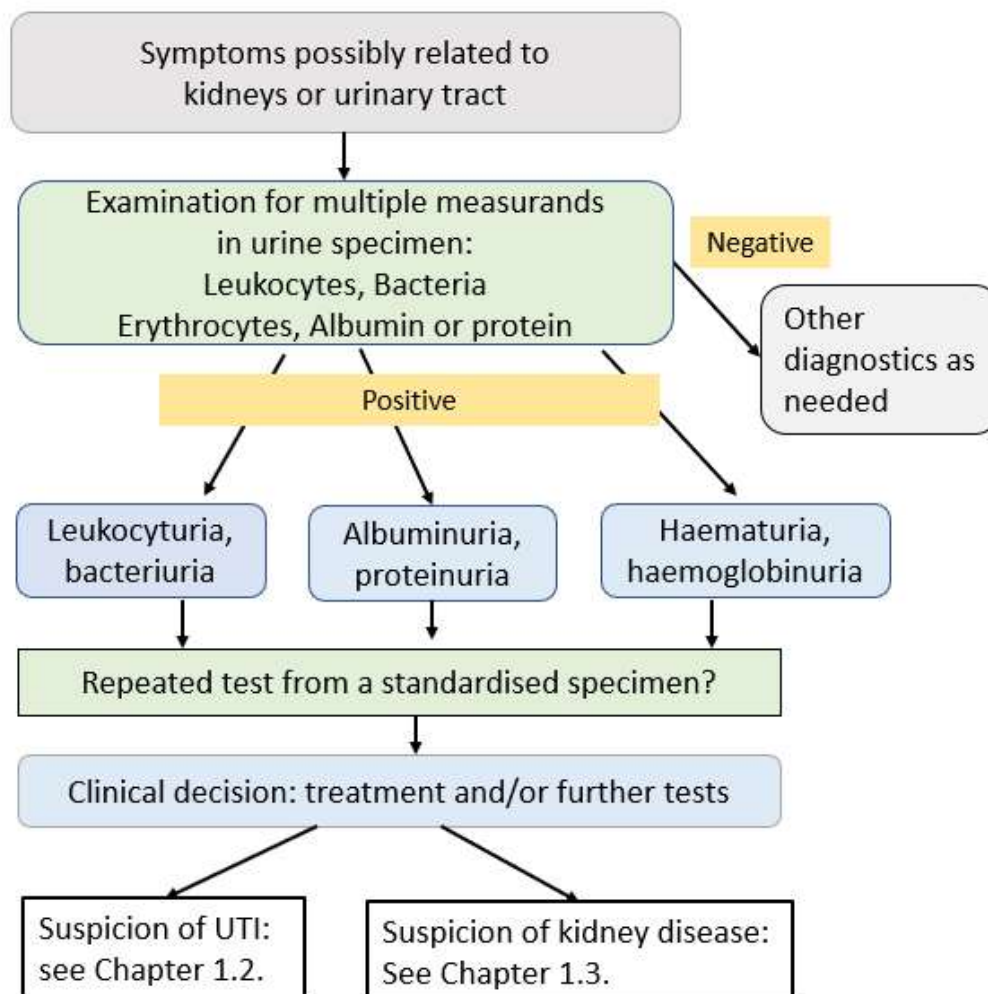 Symptoms possibly related to
kidneys or urinary tract
Examination for multiple measurands
in urine specimen:
Leukocytes, Bacteria
Erythrocytes, Albumin or protein
Negative
Other
diagnostics as
needed
Positive
Leukocyturia,
bacteriuria
Albuminuria,
proteinuria
Haematuria,
haemoglobinuria
Repeated test from a standardised specimen?
Clinical decision: treatment and/or further tests
Suspicion of UTI:
see Chapter 1.2.
Suspicion of kidney disease:
See Chapter 1.3.